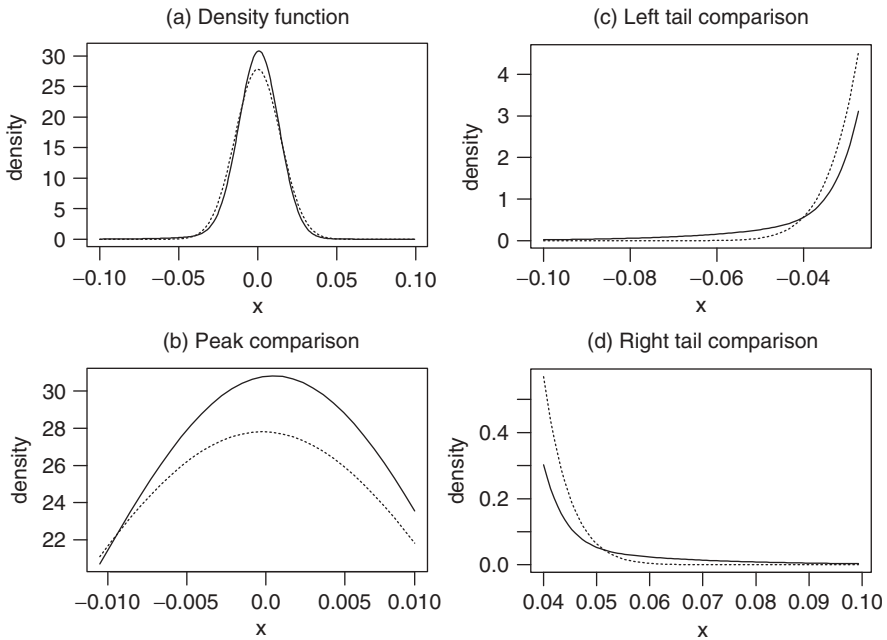 (a) Density function
density
30
25
20
15
10
5
0
−0.10 −0.05 0.0 0.05 0.10
x
(c) Left tail comparison
density
4
3
2
1
0
−0.10 −0.08 −0.06 −0.04
x
(b) Peak comparison
density
30
28
26
24
22
−0.010 −0.005 0.0 0.005 0.010
x
(d) Right tail comparison
density
0.4
0.2
0.0
0.04 0.05 0.06 0.07 0.08 0.09 0.10
x